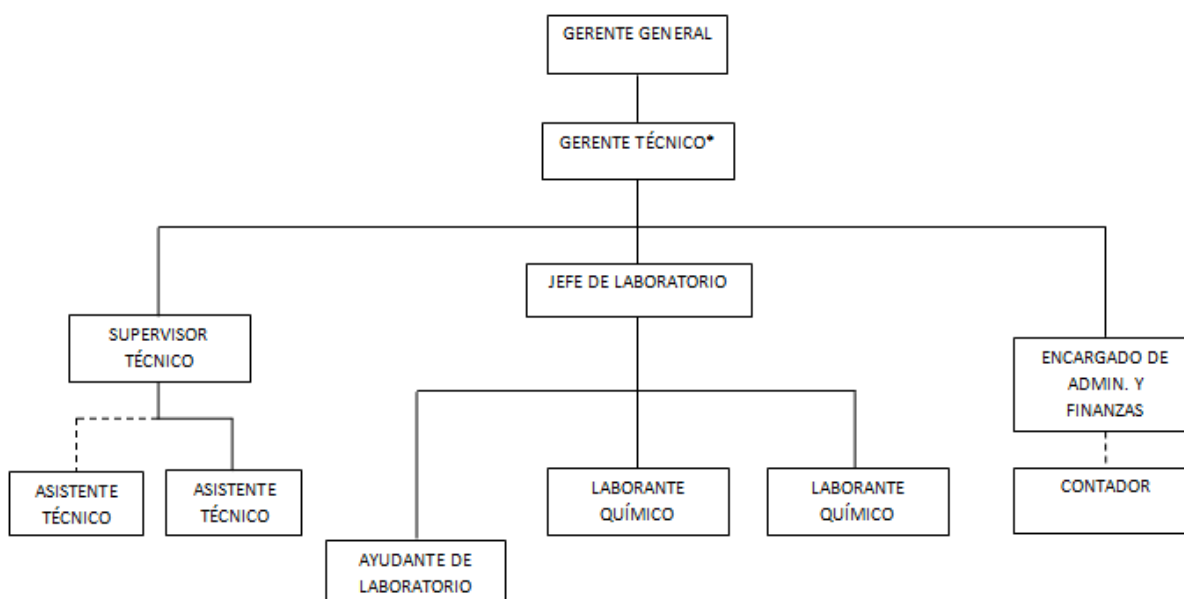 GERENTE GENERAL
GERENTE TÉCNICO*
JEFE DE LABORATORIO
SUPERVISOR
TÉCNICO
ENCARGADO DE
ADMIN. Y
FINANZAS
ASISTENTE
TÉCNICO
ASISTENTE
TÉCNICO
LABORANTE
QUÍMICO
LABORANTE
QUÍMICO
CONTADOR
AYUDANTE DE
LABORATORIO